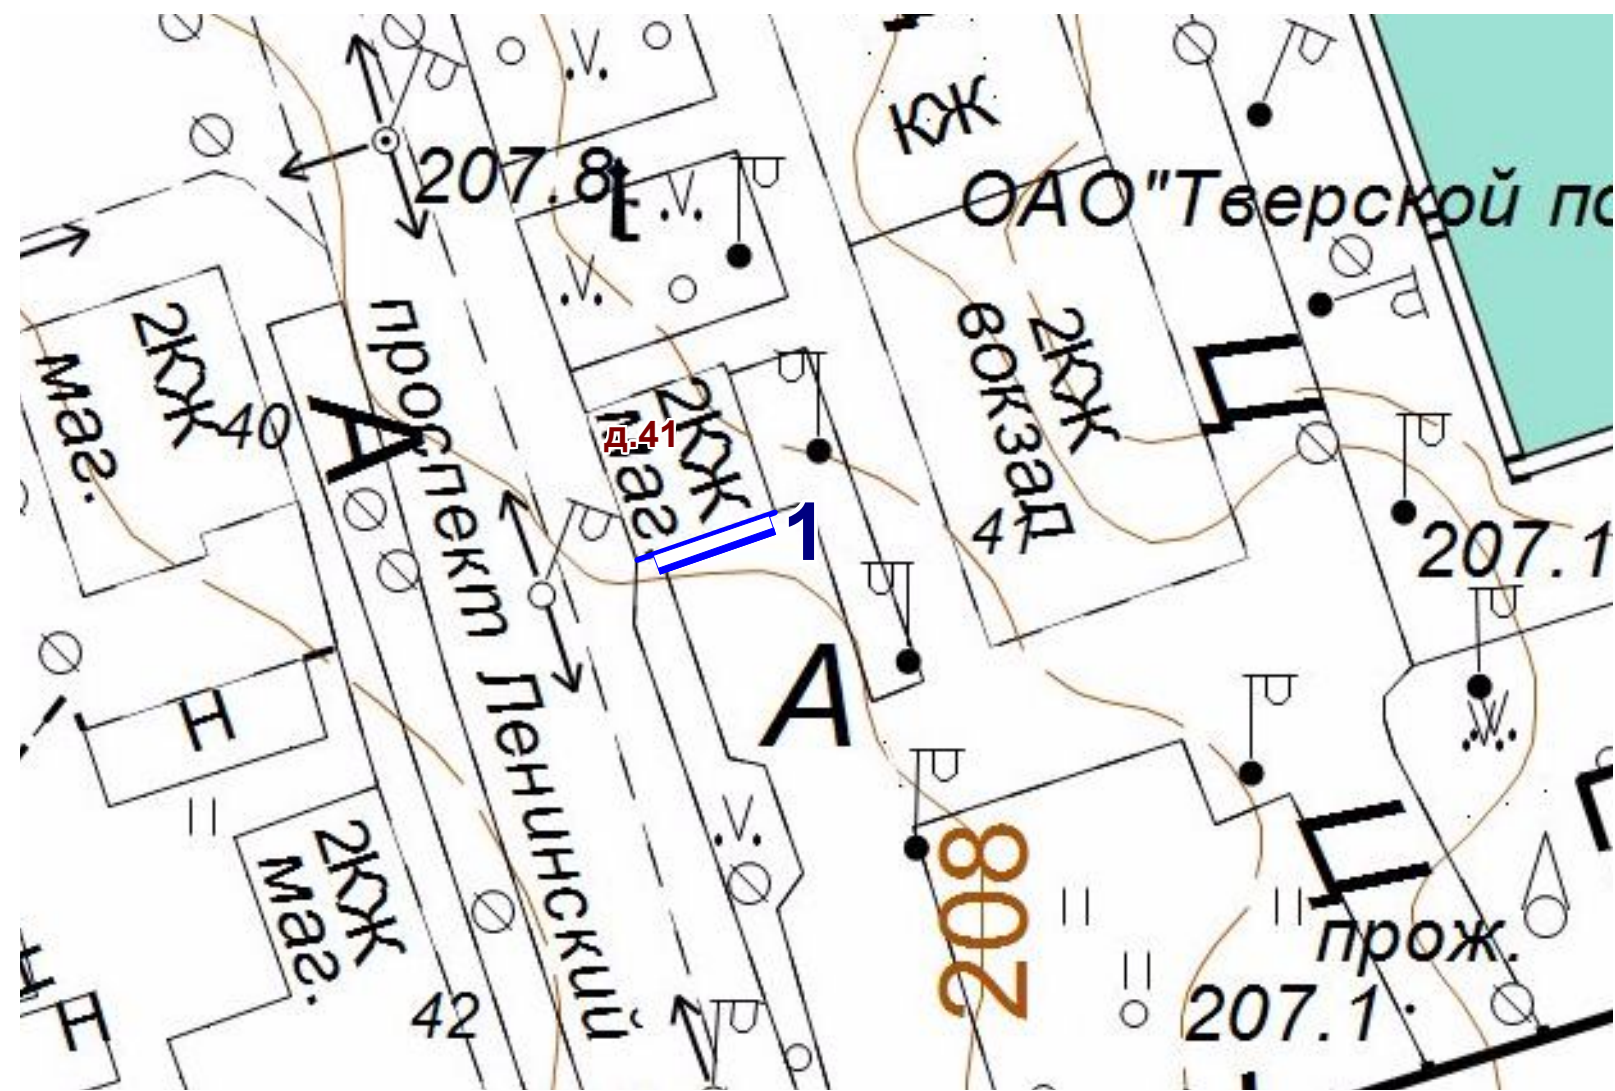 КЖ
207.8
ОАО"Тверской по
2КЖ
маг.
40
А
проспект Ленинский
2КЖ
маг
д.41
1
2КЖ
вокзал
41
207.1
Н
А
2КЖ
маг.
42
208
прож.
207.1
Н
Н